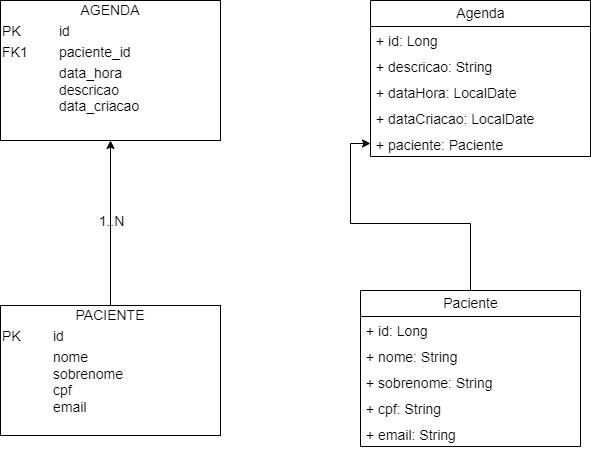 AGENDA
PK id
FK1 paciente_id
data_hora
descricao
data_criacao
1..N
PACIENTE
PK id
nome
sobrenome
cpf
email
Agenda
+ id: Long
+ descricao: String
+ dataHora: LocalDate
+ dataCriacao: LocalDate
+ paciente: Paciente
Paciente
+ id: Long
+ nome: String
+ sobrenome: String
+ cpf: String
+ email: String